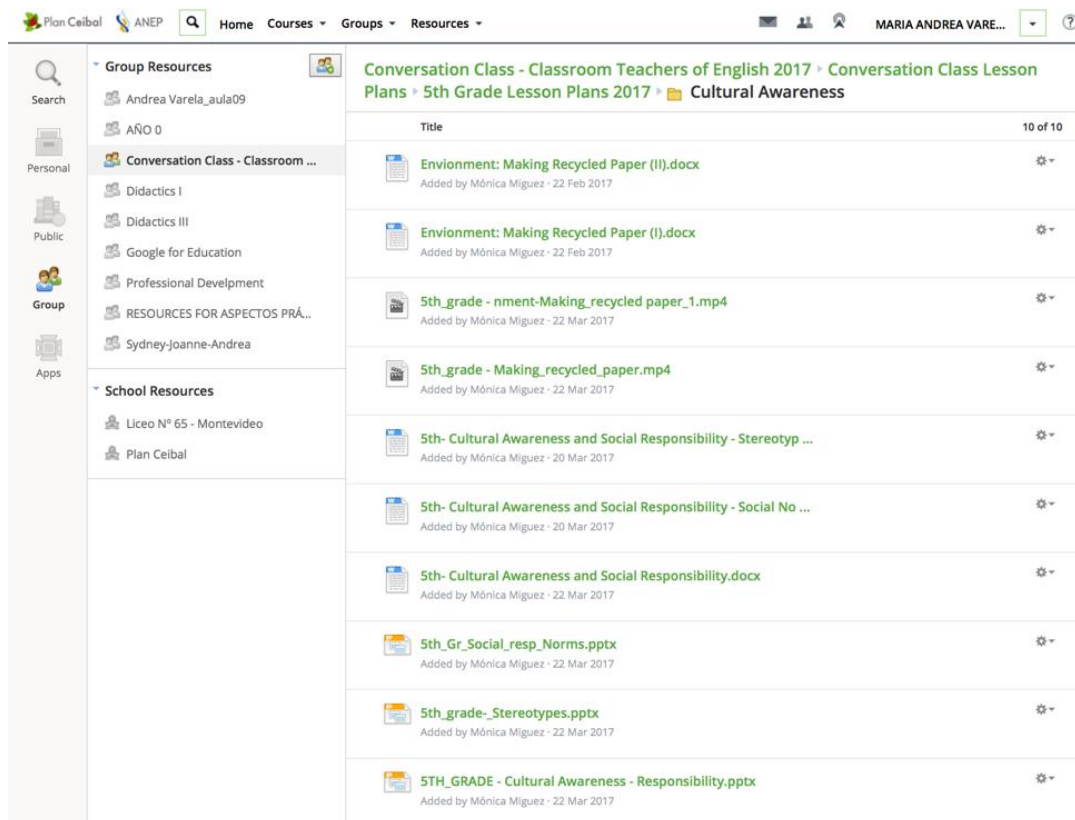 Plan Ceibal ANEP Home Courses Groups Resources MARIA ANDREA VARE... ?
Search
Personal
Public
Group
Apps
Group Resources
Andrea Varela_aula09
AÑO 0
Conversation Class - Classroom ...
Didactics I
Didactics III
Google for Education
Professional Develpment
RESOURCES FOR ASPECTOS PRÁ...
Sydney-Joanne-Andrea
School Resources
Liceo Nº 65 - Montevideo
Plan Ceibal
Conversation Class - Classroom Teachers of English 2017 Conversation Class Lesson
Plans 5th Grade Lesson Plans 2017 Cultural Awareness
Title 10 of 10
Envionment: Making Recycled Paper (II).docx
Added by Mónica Miguez · 22 Feb 2017
Envionment: Making Recycled Paper (I).docx
Added by Mónica Miguez · 22 Feb 2017
5th_grade - nment-Making_recycled paper_1.mp4
Added by Mónica Miguez · 22 Mar 2017
5th_grade - Making_recycled_paper.mp4
Added by Mónica Miguez · 22 Mar 2017
5th- Cultural Awareness and Social Responsibility - Stereotyp ...
Added by Mónica Miguez · 20 Mar 2017
5th- Cultural Awareness and Social Responsibility - Social No ...
Added by Mónica Miguez · 20 Mar 2017
5th- Cultural Awareness and Social Responsibility.docx
Added by Mónica Miguez · 22 Mar 2017
5th_Gr_Social_resp_Norms.pptx
Added by Mónica Miguez · 22 Mar 2017
5th_grade-_Stereotypes.pptx
Added by Mónica Miguez · 22 Mar 2017
5TH_GRADE - Cultural Awareness - Responsibility.pptx
Added by Mónica Miguez · 22 Mar 2017